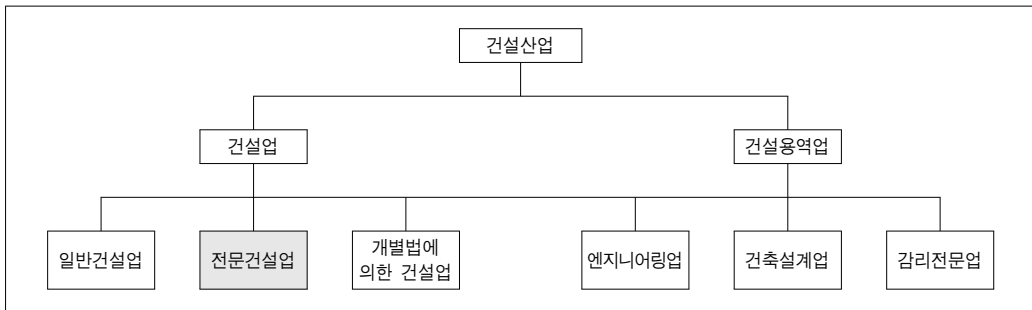 건설산업
건설업
건설용역업
일반건설업
전문건설업
개별법에
의한 건설업
엔지니어링업
건축설계업
감리전문업